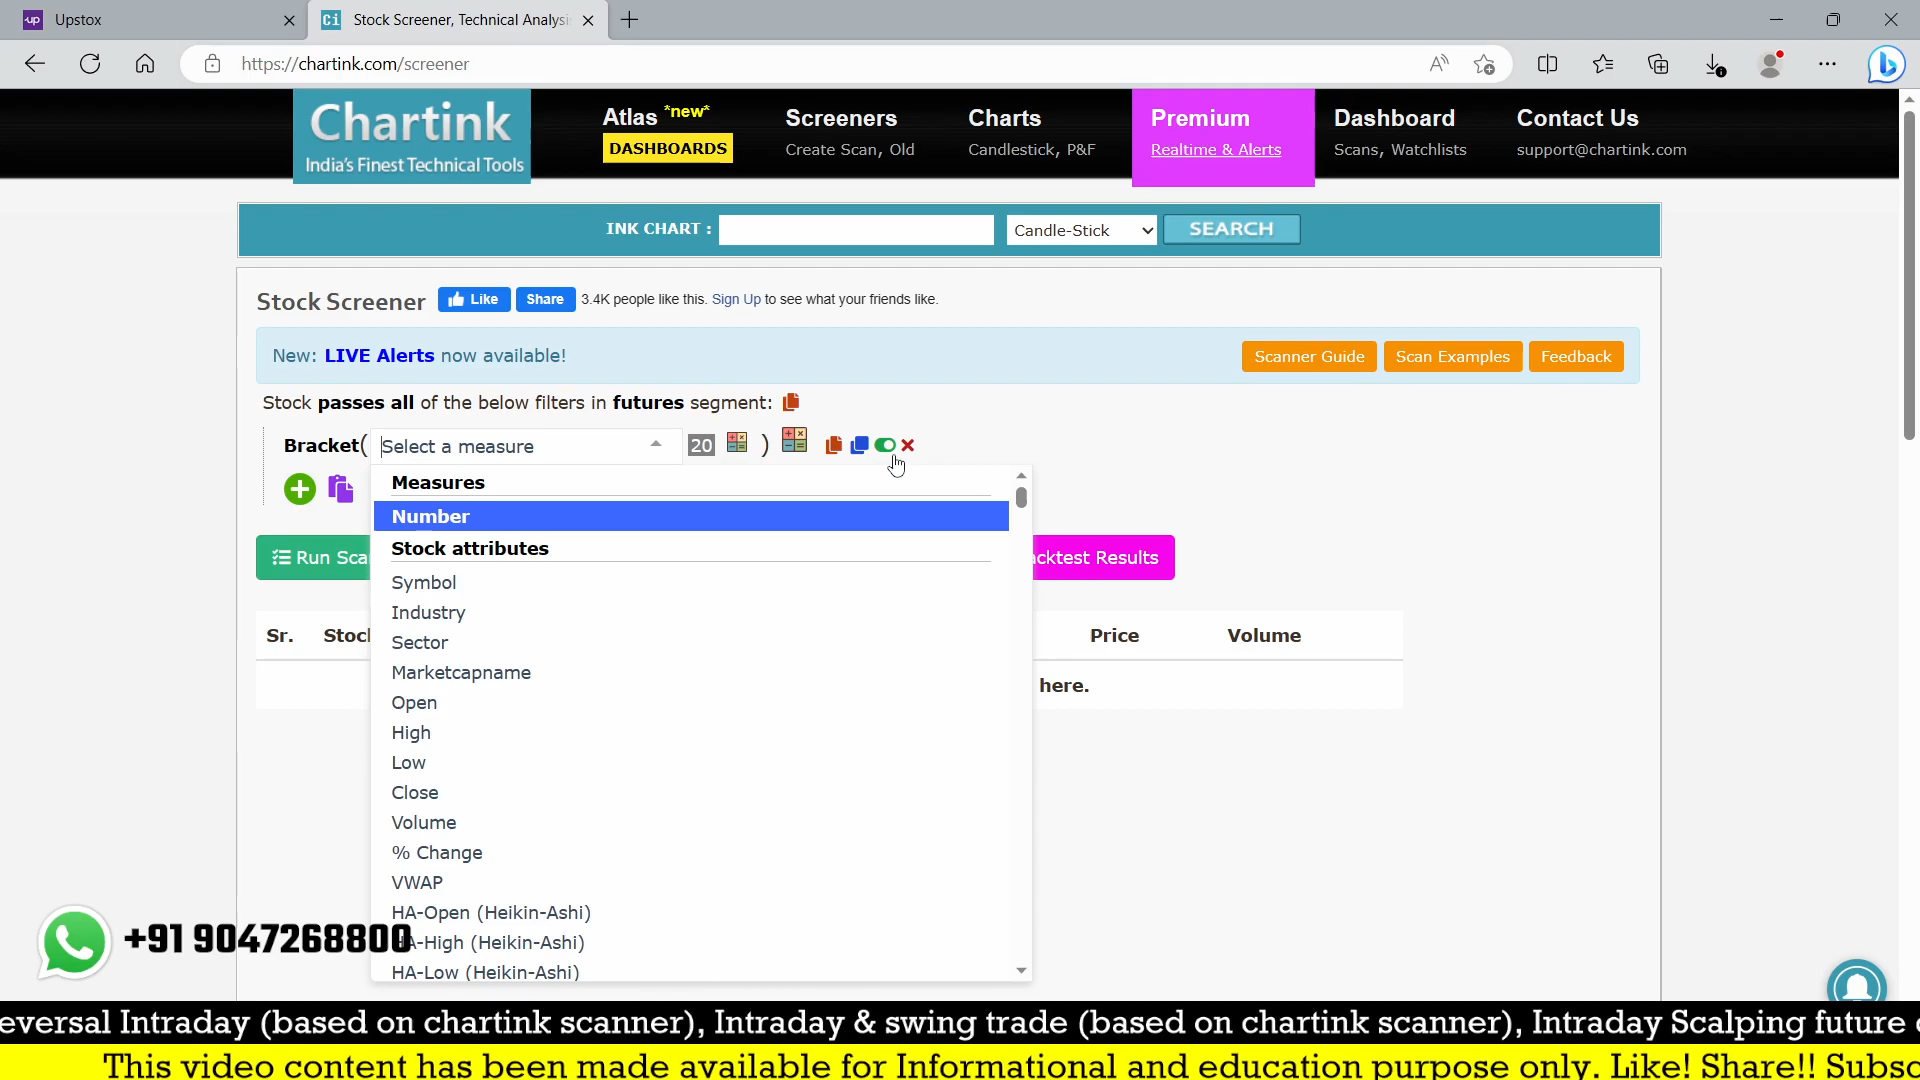 Upstox
Stock Screener, Technical Analysi
https://chartink.com/screener
Chartink
India's Finest Technical Tools
Atlas *new*
DASHBOARDS
Screeners
Create Scan, Old
Charts
Candlestick, P&F
Premium
Realtime & Alerts
Dashboard
Scans, Watchlists
Contact Us
support@chartink.com
INK CHART :
Candle-Stick
SEARCH
Stock Screener
Like
Share
3.4K people like this. Sign Up to see what your friends like.
New: LIVE Alerts now available!
Scanner Guide
Scan Examples
Feedback
Stock passes all of the below filters in futures segment:
Bracket( Select a measure 20 )
Measures
Number
Stock attributes
Symbol
Industry
Sector
Marketcapname
Open
High
Low
Close
Volume
% Change
VWAP
HA-Open (Heikin-Ashi)
HA-High (Heikin-Ashi)
HA-Low (Heikin-Ashi)
Run Sca
cktest Results
Sr.
Stoc
Price
Volume
here.
+91 9047268800
eversal Intraday (based on chartink scanner), Intraday & swing trade (based on chartink scanner), Intraday Scalping future
This video content has been made available for Informational and education purpose only. Like! Share!! Subsc